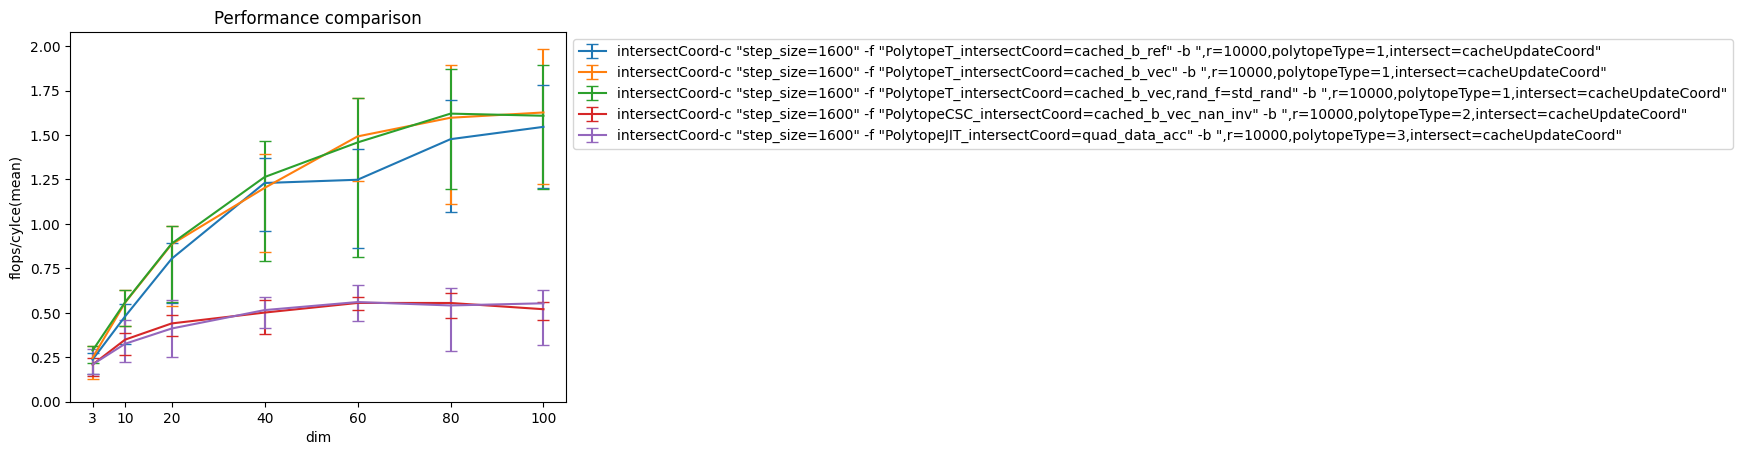 Performance comparison
2.00
1.75
1.50
1.25
1.00
0.75
0.50
0.25
0.00
flops/cylce(mean)
3 10 20 40 60 80 100
dim
intersectCoord-c "step_size=1600" -f "PolytopeT_intersectCoord=cached_b_ref" -b ",r=10000,polytopeType=1,intersect=cacheUpdateCoord"
intersectCoord-c "step_size=1600" -f "PolytopeT_intersectCoord=cached_b_vec" -b ",r=10000,polytopeType=1,intersect=cacheUpdateCoord"
intersectCoord-c "step_size=1600" -f "PolytopeT_intersectCoord=cached_b_vec,rand_f=std_rand" -b ",r=10000,polytopeType=1,intersect=cacheUpdateCoord"
intersectCoord-c "step_size=1600" -f "PolytopeCSC_intersectCoord=cached_b_vec_nan_inv" -b ",r=10000,polytopeType=2,intersect=cacheUpdateCoord"
intersectCoord-c "step_size=1600" -f "PolytopeJIT_intersectCoord=quad_data_acc" -b ",r=10000,polytopeType=3,intersect=cacheUpdateCoord"